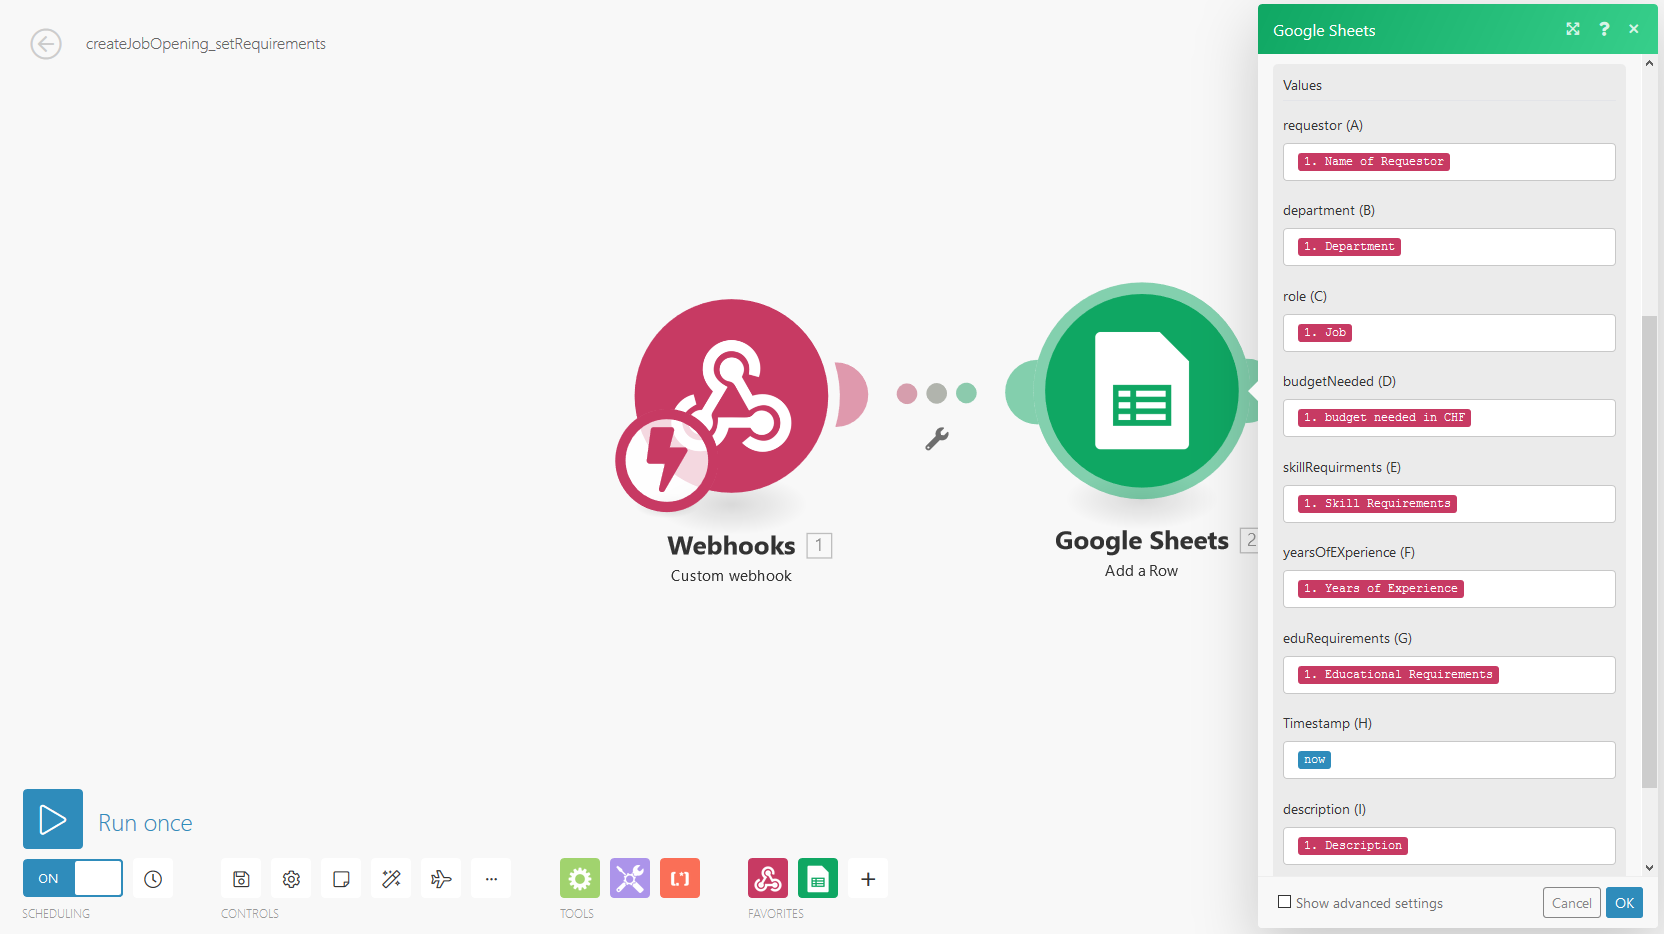 createJobOpening_setRequirements
Webhooks 1
Custom webhook
Google Sheets 2
Add a Row
Run once
ON
SCHEDULING
CONTROLS
TOOLS
[.*]
FAVORITES
Google Sheets
Values
requestor (A)
1. Name of Requestor
department (B)
1. Department
role (C)
1. Job
budgetNeeded (D)
1. budget needed in CHF
skillRequirments (E)
1. Skill Requirements
yearsOfEXperience (F)
1. Years of Experience
eduRequirements (G)
1. Educational Requirements
Timestamp (H)
now
description (I)
1. Description
Show advanced settings
Cancel
OK